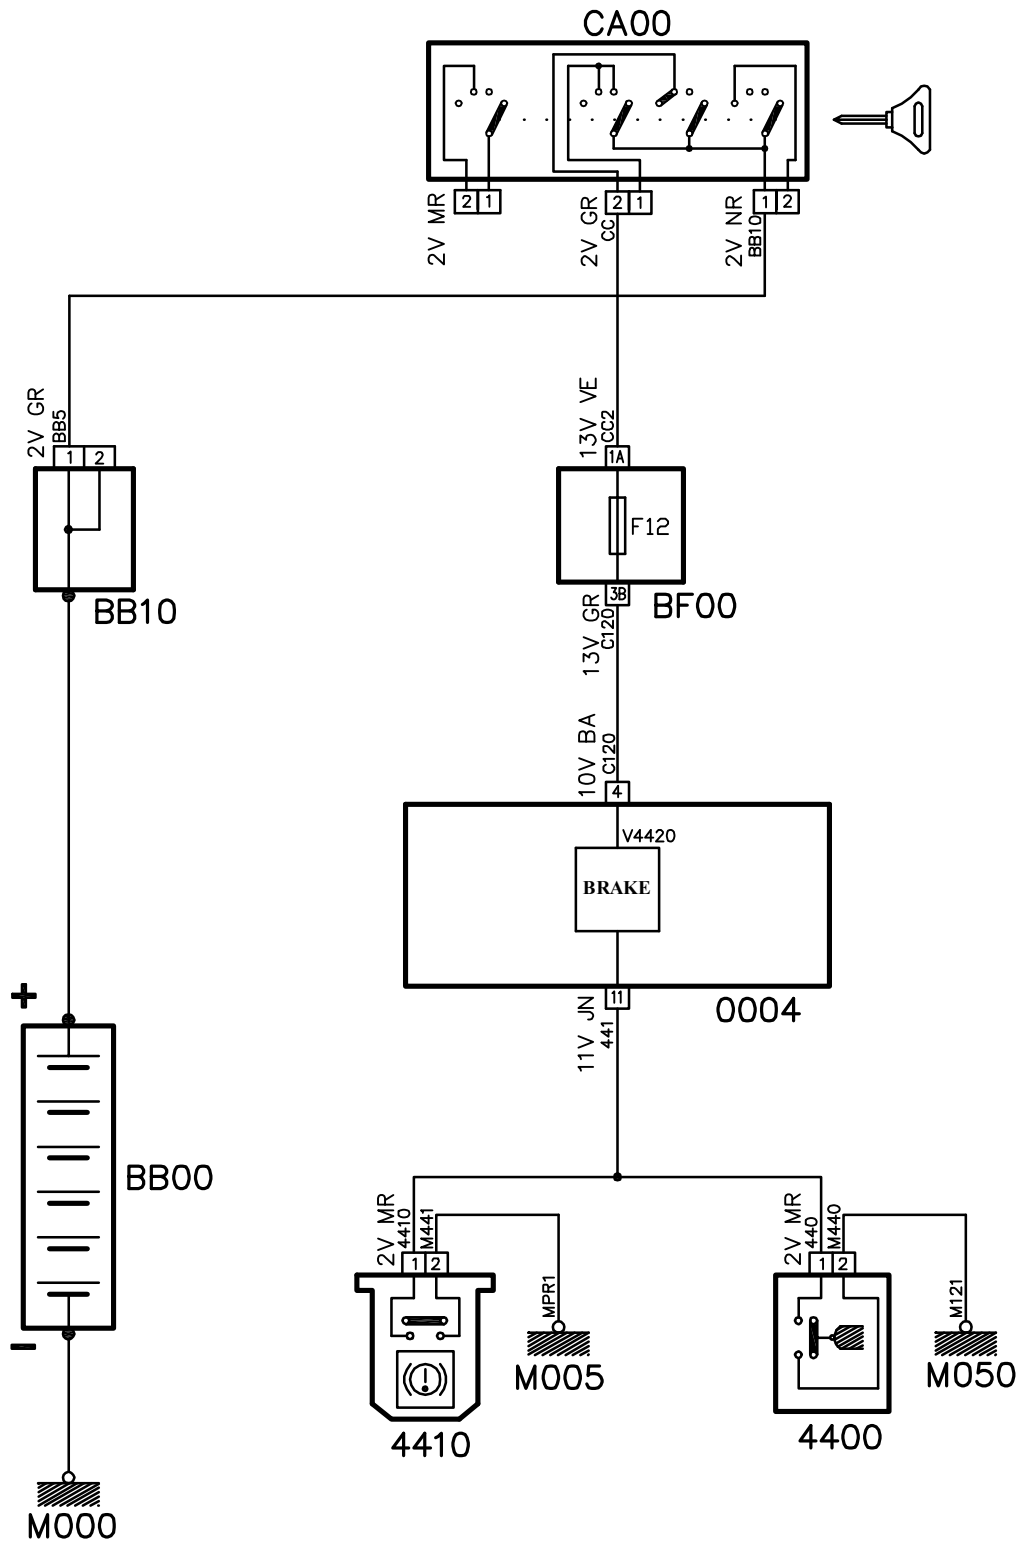 CA00
2 1
2 1
1 2
2V MR
2V GR
CC
2V NR
BB10
2V GR
BB5
13V VE
CC2
1 2
1A
F12
BB10
3B
BF00
13V GR
C120
10V BA
C120
4
V4420
BRAKE
+
11
0004
11V JN
441
BB00
2V MR
4410
M441
2V MR
440
M440
1 2
1 2
MPR1
M121
-
M005
M050
(!)
4410
4400
M000